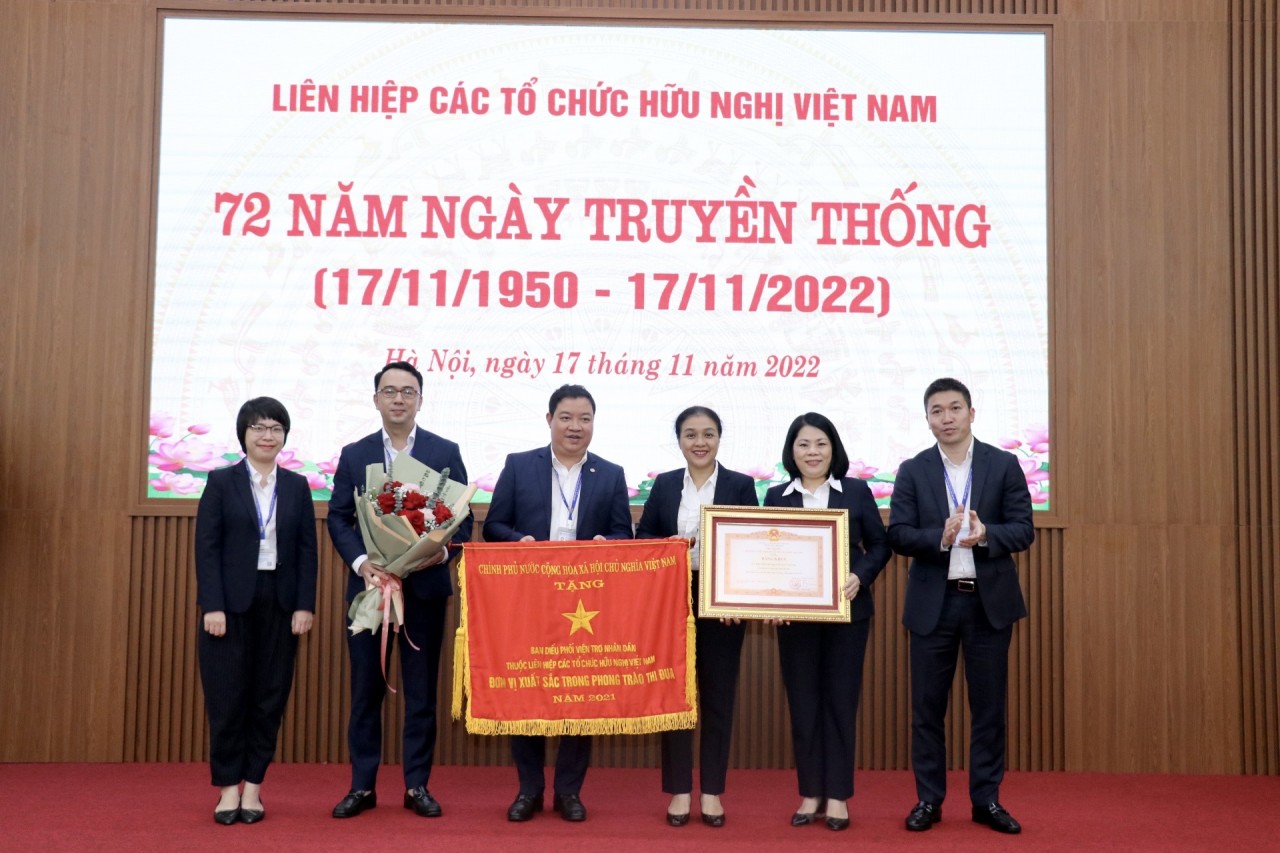 LIÊN HIỆP CÁC TỔ CHỨC HỮU NGHỊ VIỆT NAM
72 NĂM NGÀY TRUYỀN THỐNG
(17/11/1950 - 17/11/2022)
Hà Nội, ngày 17 tháng 11 năm 2022
CHÍNH PHỦ NƯỚC CỘNG HÒA XÃ HỘI CHỦ NGHĨA VIỆT NAM
TẶNG
BAN ĐIỀU PHỐI VIỆN TRỢ NHÂN DÂN
THUỘC LIÊN HIỆP CÁC TỔ CHỨC HỮU NGHỊ VIỆT NAM
ĐƠN VỊ XUẤT SẮC TRONG PHONG TRÀO THI ĐUA
NĂM 2021